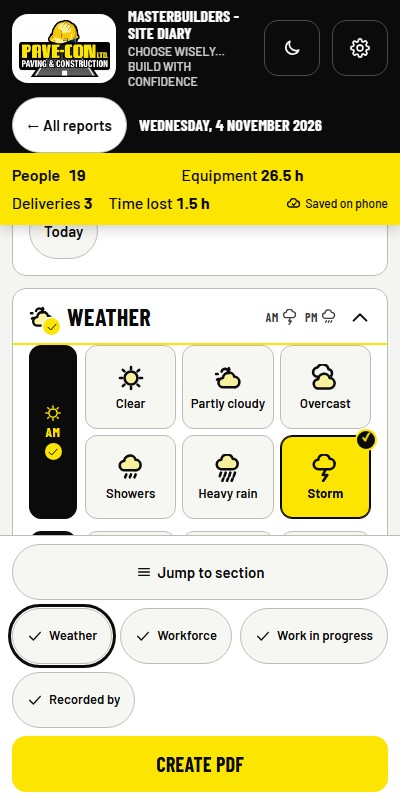 PAVE-CON LTD.
PAVING & CONSTRUCTION
MASTERBUILDERS -
SITE DIARY
CHOOSE WISELY...
BUILD WITH
CONFIDENCE
← All reports
WEDNESDAY, 4 NOVEMBER 2026
People 19
Equipment 26.5 h
Deliveries 3
Time lost 1.5 h
Saved on phone
Today
WEATHER
AM
PM
AM
Clear
Partly cloudy
Overcast
Showers
Heavy rain
Storm
Jump to section
Weather
Workforce
Work in progress
Recorded by
CREATE PDF